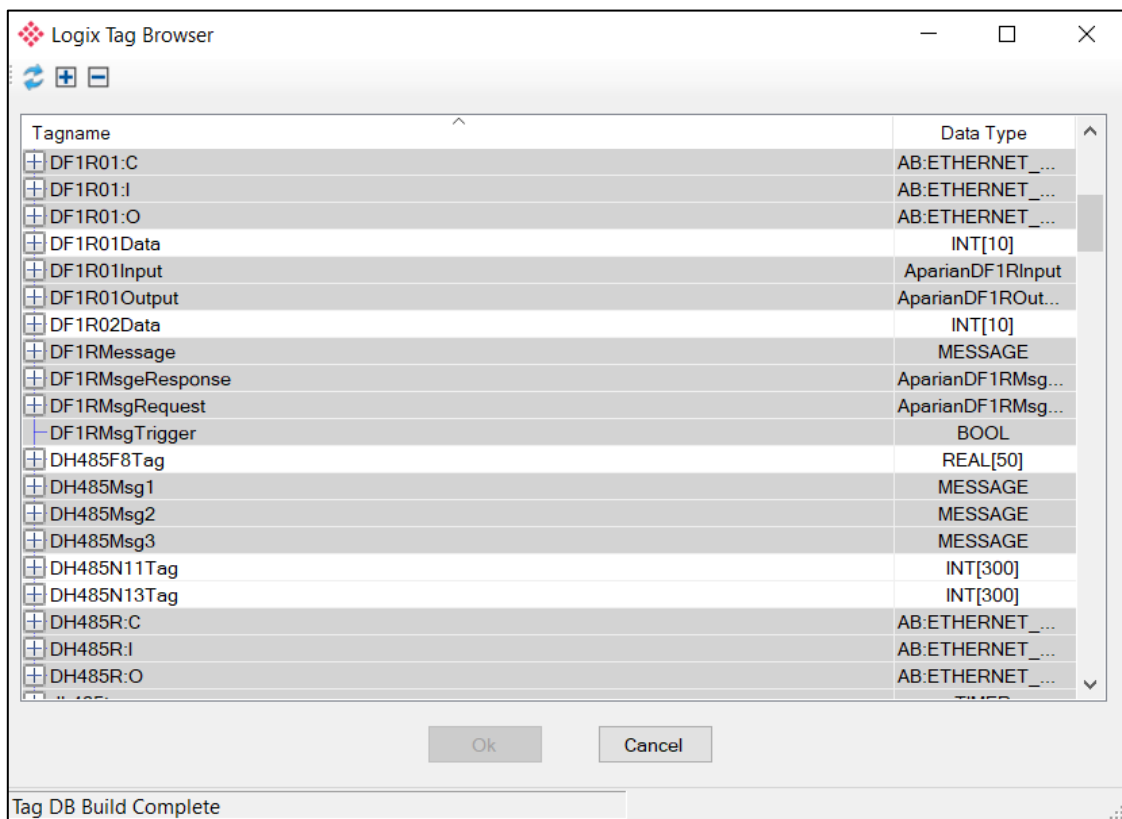 Logix Tag Browser
Tagname Data Type
DF1R01:C AB:ETHERNET_...
DF1R01:I AB:ETHERNET_...
DF1R01:O AB:ETHERNET_...
DF1R01Data INT[10]
DF1R01Input AparianDF1RInput
DF1R01Output AparianDF1ROut...
DF1R02Data INT[10]
DF1RMessage MESSAGE
DF1RMsgeResponse AparianDF1RMsg...
DF1RMsgRequest AparianDF1RMsg...
DF1RMsgTrigger BOOL
DH485F8Tag REAL[50]
DH485Msg1 MESSAGE
DH485Msg2 MESSAGE
DH485Msg3 MESSAGE
DH485N11Tag INT[300]
DH485N13Tag INT[300]
DH485R:C AB:ETHERNET_...
DH485R:I AB:ETHERNET_...
DH485R:O AB:ETHERNET_...
Ok Cancel
Tag DB Build Complete